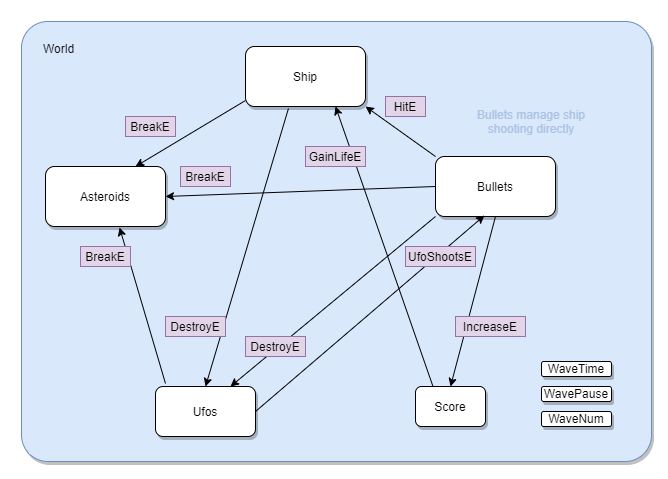 World
Ship
HitE
Bullets manage ship
shooting directly
BreakE
GainLifeE
BreakE
Asteroids
Bullets
BreakE
UfoShootsE
DestroyE
DestroyE
IncreaseE
WaveTime
WavePause
Ufos
Score
WaveNum